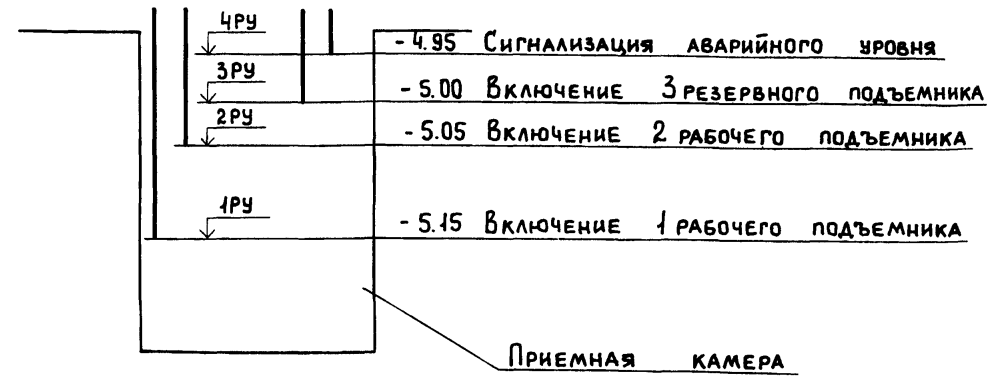 4РУ
- 4.95 Сигнализация аварийного уровня
3РУ
- 5.00 Включение 3 резервного подъемника
2РУ
- 5.05 Включение 2 рабочего подъемника
1РУ
- 5.15 Включение 1 рабочего подъемника
Приемная камера